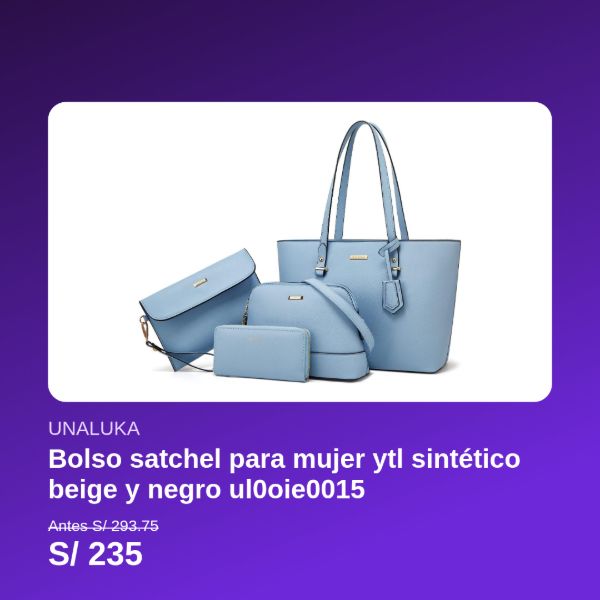 UNALUKA
Bolso satchel para mujer ytl sintético
beige y negro ul0oie0015
Antes S/ 293.75
S/ 235